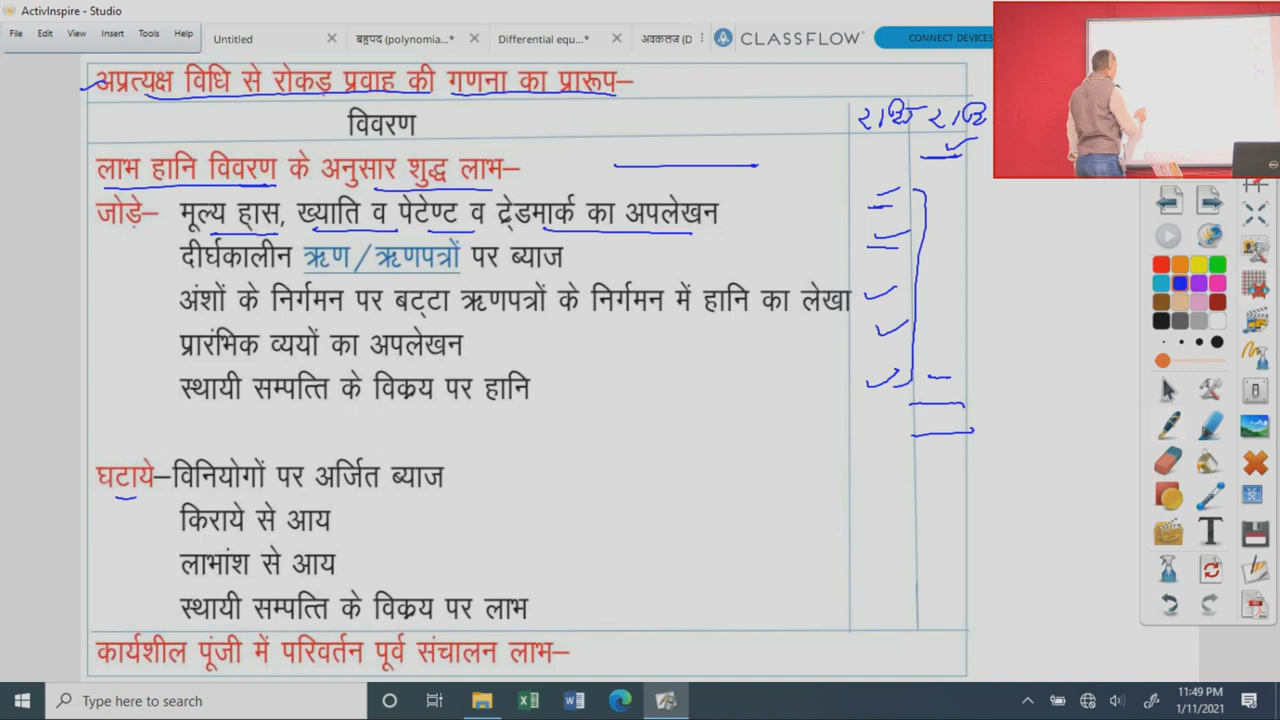 ActivInspire - Studio
File Edit View Insert Tools Help
Untitled
बहुपद (polynomia...*
Differential equ...*
अवकलज (D
CLASSFLOW
CONNECT DEVICES
अप्रत्यक्ष विधि से रोकड़ प्रवाह की गणना का प्रारूप–
विवरण
राशि राशि
लाभ हानि विवरण के अनुसार शुद्ध लाभ–
जोड़े– मूल्य ह्रास, ख्याति व पेटेण्ट व ट्रेडमार्क का अपलेखन
दीर्घकालीन ऋण/ऋणपत्रों पर ब्याज
अंशों के निर्गमन पर बट्टा ऋणपत्रों के निर्गमन में हानि का लेखा
प्रारंभिक व्ययों का अपलेखन
स्थायी सम्पत्ति के विक्रय पर हानि
घटाये–विनियोगों पर अर्जित ब्याज
किराये से आय
लाभांश से आय
स्थायी सम्पत्ति के विक्रय पर लाभ
कार्यशील पूंजी में परिवर्तन पूर्व संचालन लाभ–
Type here to search
11:49 PM
1/11/2021